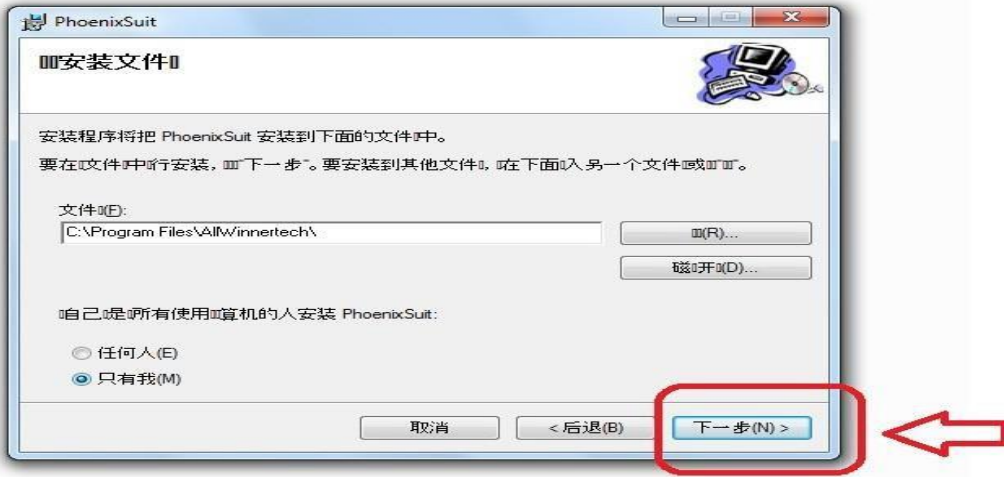 PhoenixSuit
安装文件
安装程序将把 PhoenixSuit 安装到下面的文件中。
要在文件中行安装,"下一步"。要安装到其他文件,在下面入另一个文件或""。
文件(F):
C:\Program Files\AllWinnertech\
(R)...
磁开(D)...
自己是所有使用算机的人安装 PhoenixSuit:
任何人(E)
只有我(M)
取消
<后退(B)
下一步(N) >